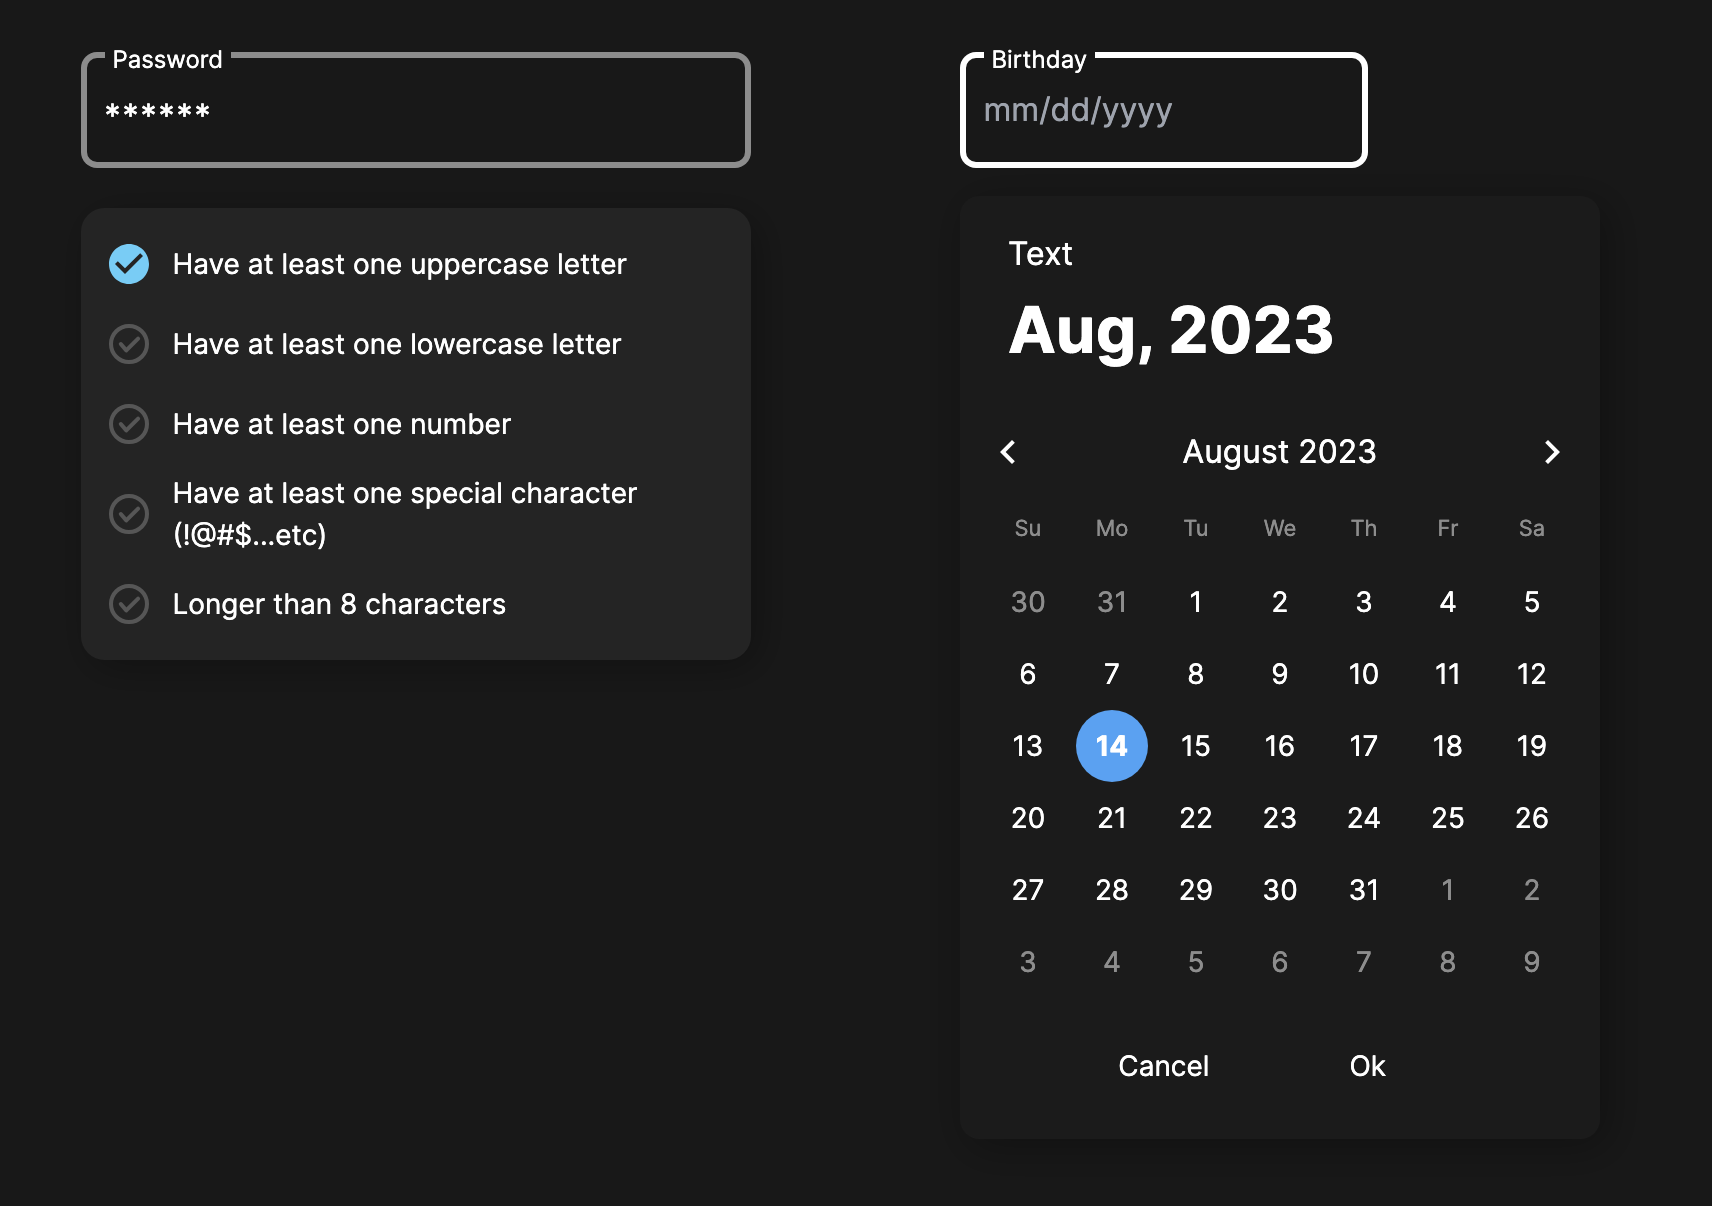 Password
******
Have at least one uppercase letter
Have at least one lowercase letter
Have at least one number
Have at least one special character
(!@#$...etc)
Longer than 8 characters
Birthday
mm/dd/yyyy
Text
Aug, 2023
August 2023
Su Mo Tu We Th Fr Sa
30 31 1 2 3 4 5
6 7 8 9 10 11 12
13 14 15 16 17 18 19
20 21 22 23 24 25 26
27 28 29 30 31 1 2
3 4 5 6 7 8 9
Cancel Ok